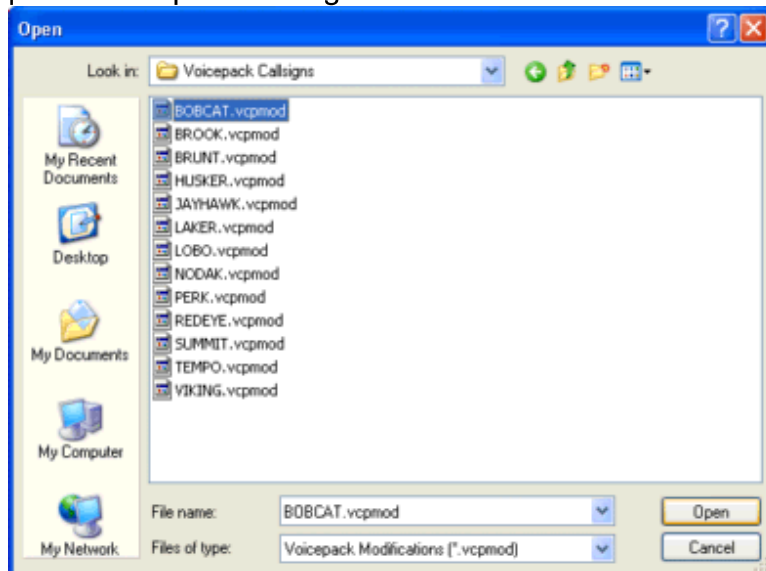 Open
Look in: Voicepack Callsigns
My Recent
Documents
Desktop
My Documents
My Computer
My Network
BOBCAT.vcpmod
BROOK.vcpmod
BRUNT.vcpmod
HUSKER.vcpmod
JAYHAWK.vcpmod
LAKER.vcpmod
LOBO.vcpmod
NODAK.vcpmod
PERK.vcpmod
REDEYE.vcpmod
SUMMIT.vcpmod
TEMPO.vcpmod
VIKING.vcpmod
File name: BOBCAT.vcpmod Open
Files of type: Voicepack Modifications (*.vcpmod) Cancel